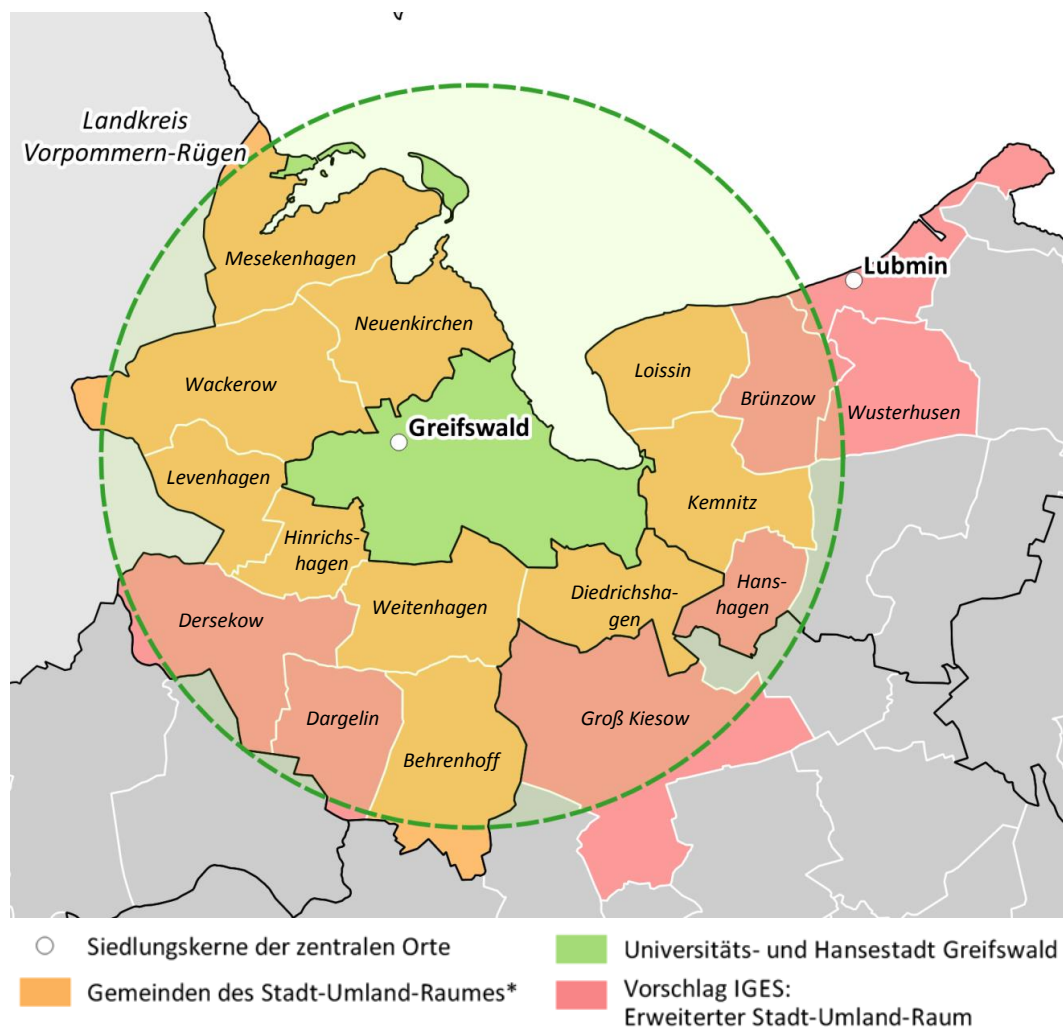 Landkreis
Vorpommern-Rügen
Mesekenhagen
Lubmin
Neuenkirchen
Loissin
Wackerow
Brünzow
Wusterhusen
Greifswald
Levenhagen
Kemnitz
Hinrichs-
hagen
Hans-
hagen
Diedrichsha-
gen
Weitenhagen
Dersekow
Dargelin
Groß Kiesow
Behrenhoff
Siedlungskerne der zentralen Orte
Gemeinden des Stadt-Umland-Raumes*
Universitäts- und Hansestadt Greifswald
Vorschlag IGES:
Erweiterter Stadt-Umland-Raum